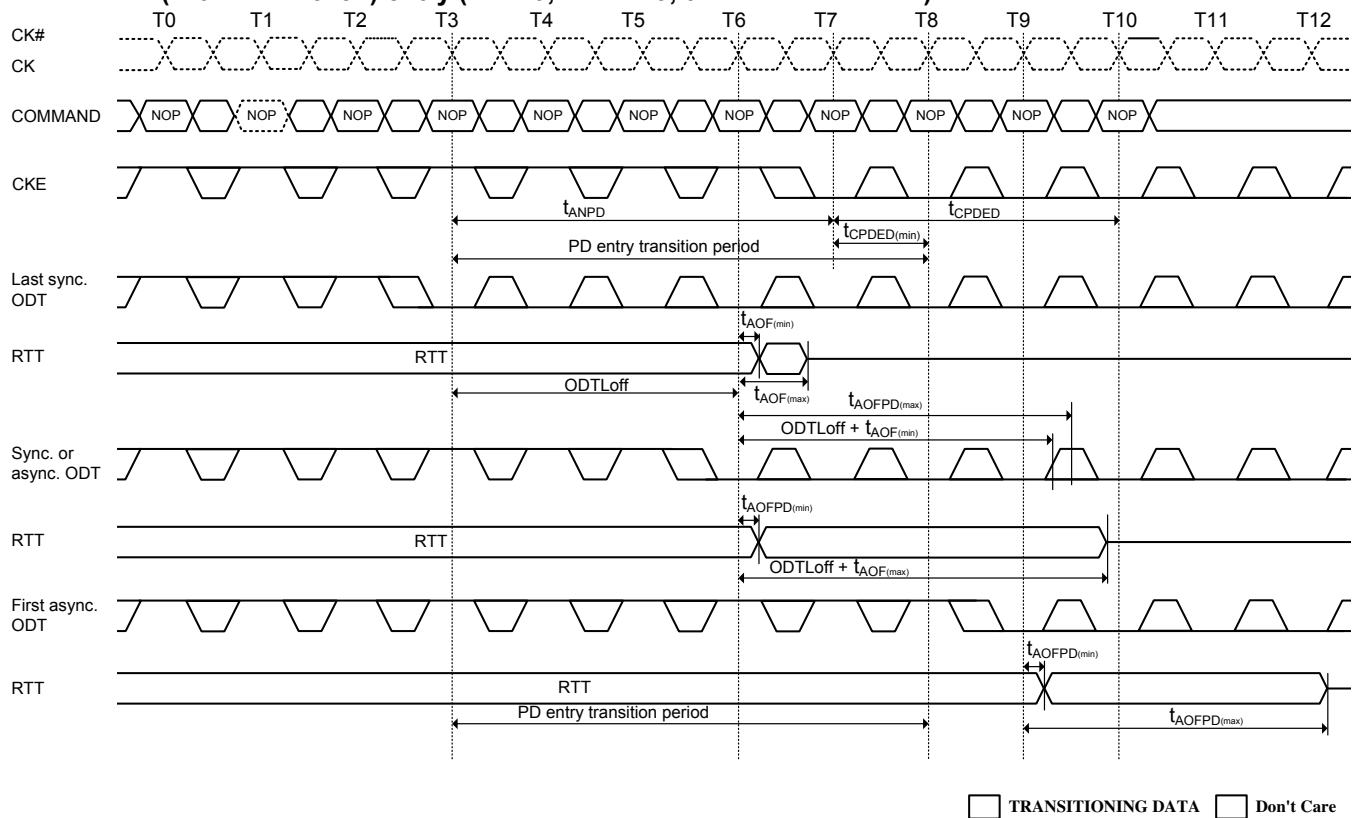 T0 T1 T2 T3 T4 T5 T6 T7 T8 T9 T10 T11 T12
CK#
CK
COMMAND NOP NOP NOP NOP NOP NOP NOP NOP NOP NOP NOP
CKE
tANPD tCPDED
tCPDED(min)
PD entry transition period
Last sync.
ODT
tAOF(min)
RTT RTT
ODTLoff tAOF(max)
tAOFPD(max)
ODTLoff + tAOF(min)
Sync. or
async. ODT
tAOFPD(min)
RTT RTT
ODTLoff + tAOF(max)
First async.
ODT
tAOFPD(min)
RTT RTT
PD entry transition period
tAOFPD(max)
TRANSITIONING DATA Don't Care